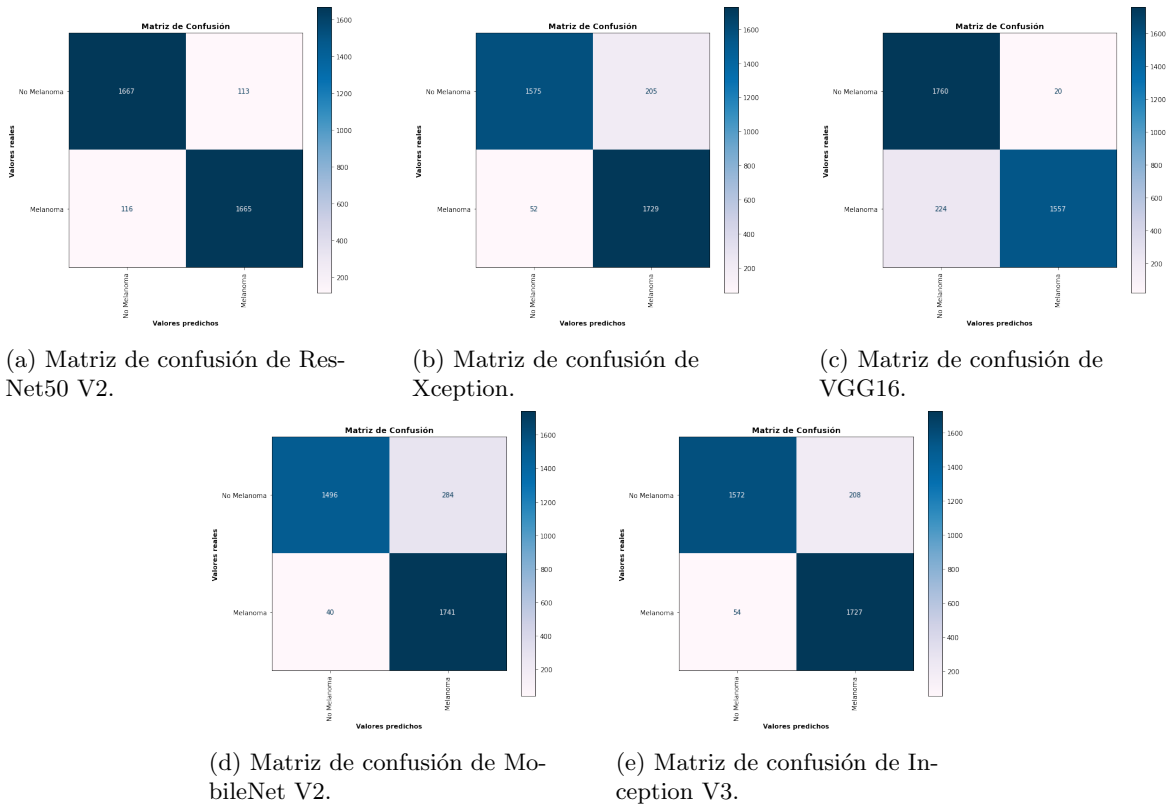 Matriz de Confusión
No Melanoma
Melanoma
Valores reales
1667
113
116
1665
No Melanoma
Melanoma
Valores predichos
1600
1400
1200
1000
800
600
400
200
(a) Matriz de confusión de Res-
Net50 V2.
Matriz de Confusión
No Melanoma
Melanoma
Valores reales
1575
205
52
1729
No Melanoma
Melanoma
Valores predichos
1600
1400
1200
1000
800
600
400
200
(b) Matriz de confusión de
Xception.
Matriz de Confusión
No Melanoma
Melanoma
Valores reales
1760
20
224
1557
No Melanoma
Melanoma
Valores predichos
1600
1400
1200
1000
800
600
400
200
(c) Matriz de confusión de
VGG16.
Matriz de Confusión
No Melanoma
Melanoma
Valores reales
1496
284
40
1741
No Melanoma
Melanoma
Valores predichos
1600
1400
1200
1000
800
600
400
200
(d) Matriz de confusión de Mo-
bileNet V2.
Matriz de Confusión
No Melanoma
Melanoma
Valores reales
1572
208
54
1727
No Melanoma
Melanoma
Valores predichos
1600
1400
1200
1000
800
600
400
200
(e) Matriz de confusión de In-
ception V3.